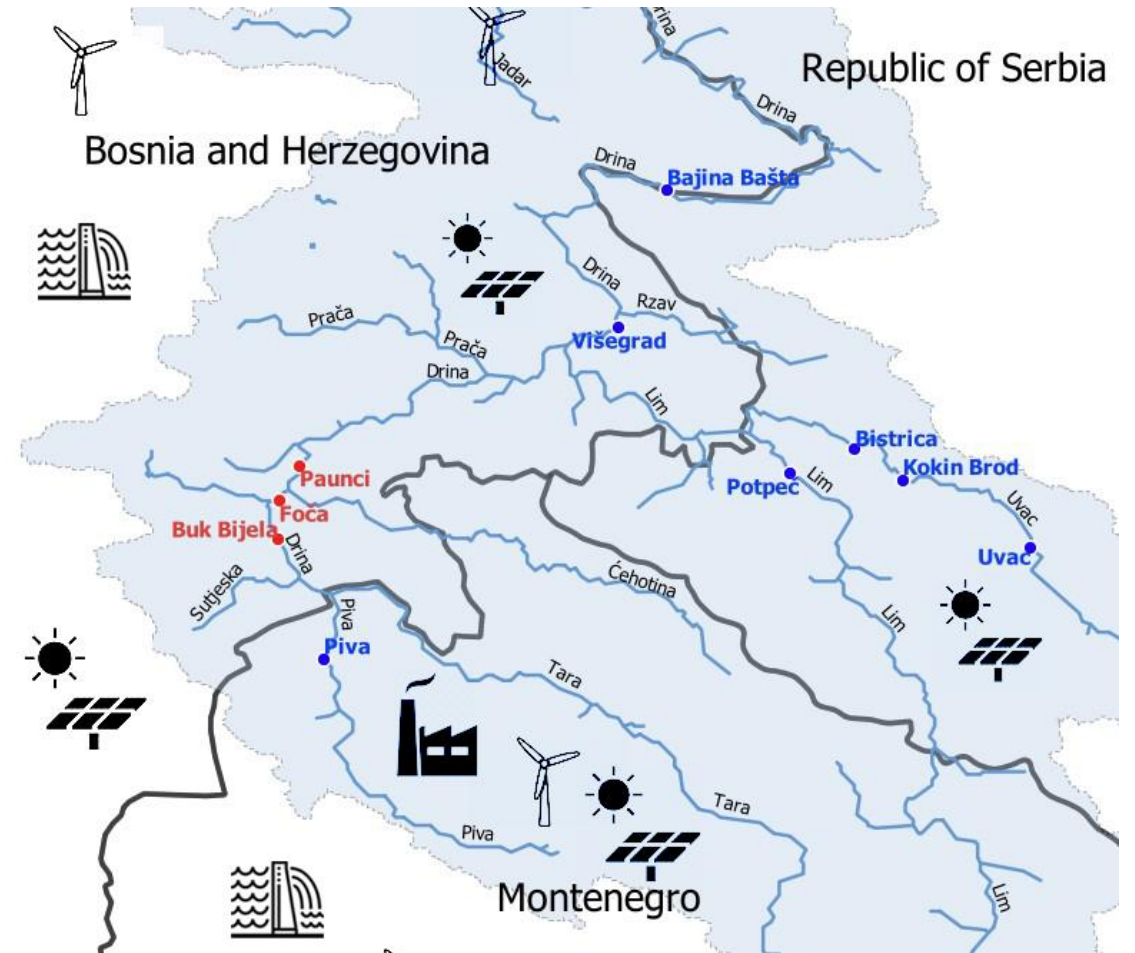 Drina
Jadar
Republic of Serbia
Drina
Bosnia and Herzegovina
Drina
Bajina Bašta
Drina
Rzav
Prača
Višegrad
Prača
Drina
Lim
Bistrica
Paunci
Kokin Brod
Potpeč
Lim
Foča
Uvac
Buk Bijela
Drina
Uvac
Sutjeska
Ćehotina
Piva
Lim
Piva
Tara
Tara
Piva
Montenegro
Lim